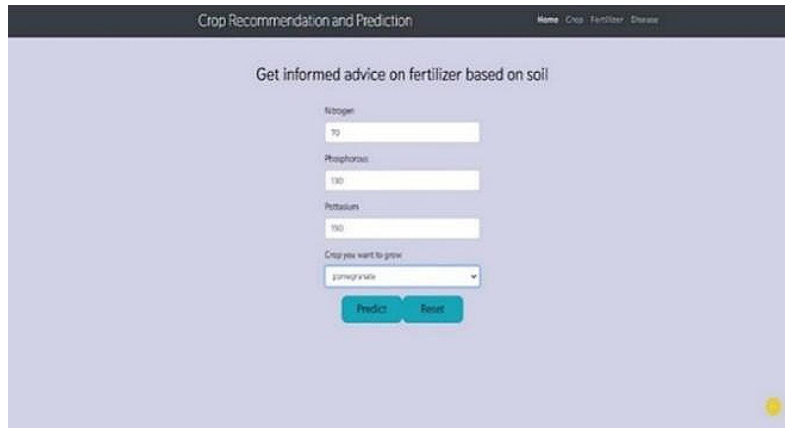 Crop Recommendation and Prediction
Home Crop Fertilizer Disease
Get informed advice on fertilizer based on soil
Nitrogen
70
Phosphorous
130
Pottasium
150
Crop you want to grow
pomegranate
Predict Reset